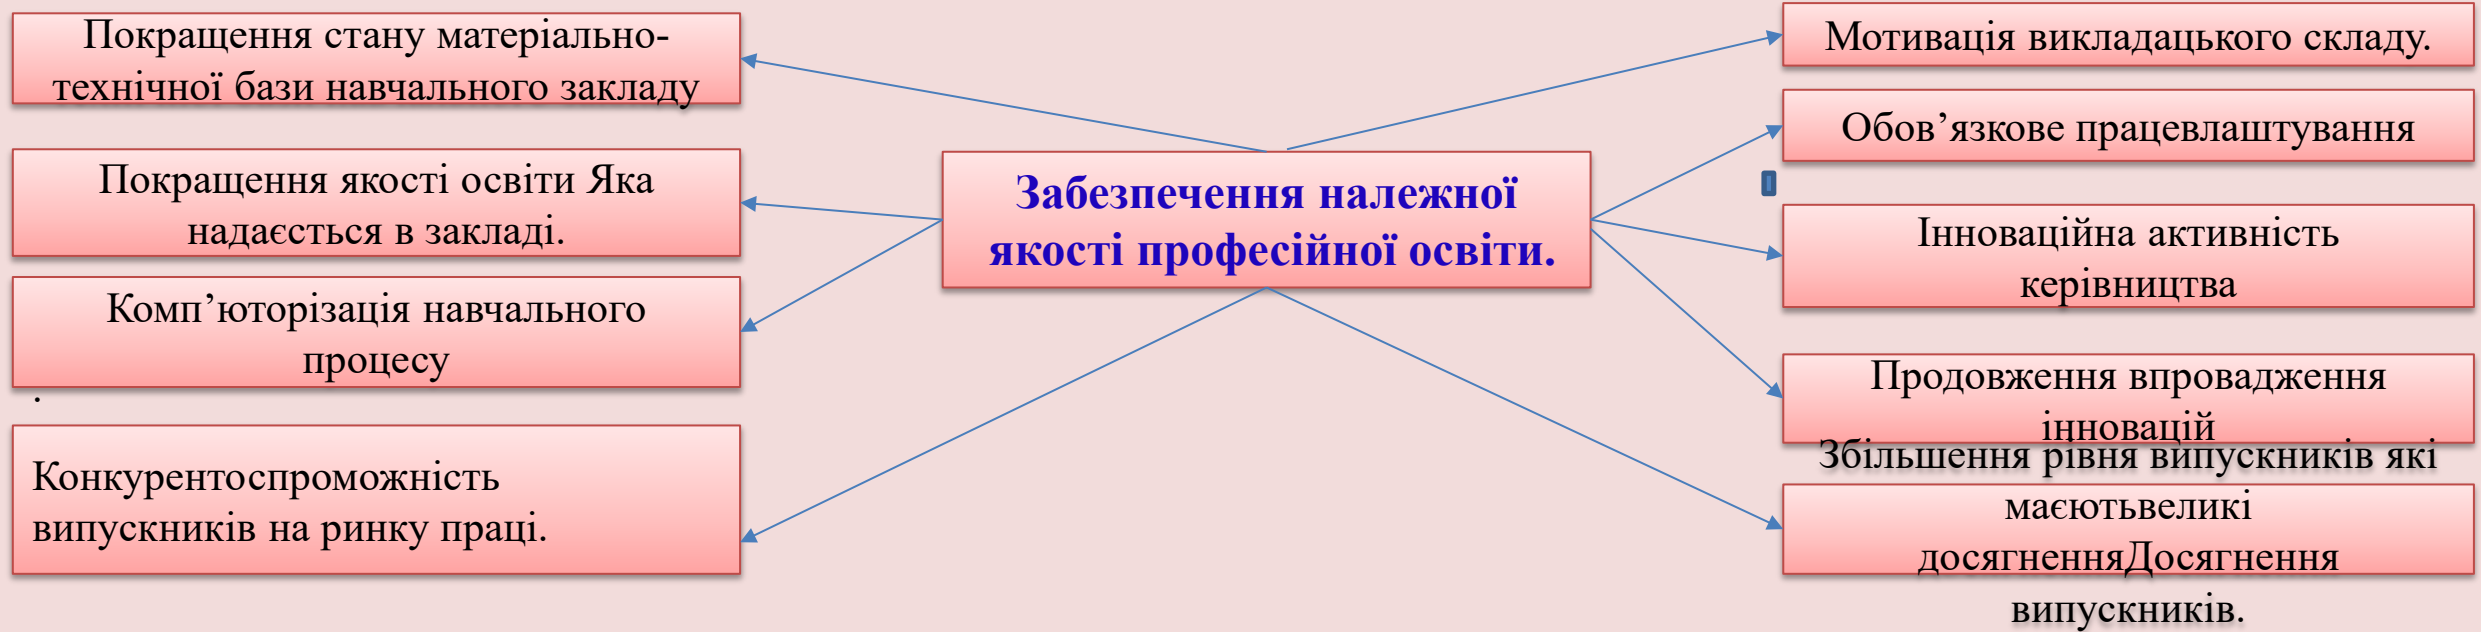 Покращення стану матеріально-
технічної бази навчального закладу
Покращення якості освіти Яка
надається в закладі.
Комп’юторізація навчального
процесу
.
Конкурентоспроможність
випускників на ринку праці.
Забезпечення належної
якості професійної освіти.
Мотивація викладацького складу.
Обов’язкове працевлаштування
Інноваційна активність
керівництва
Продовження впровадження
інновацій
Збільшення рівня випускників які
маєютьвеликі
досягненняДосягнення
випускників.